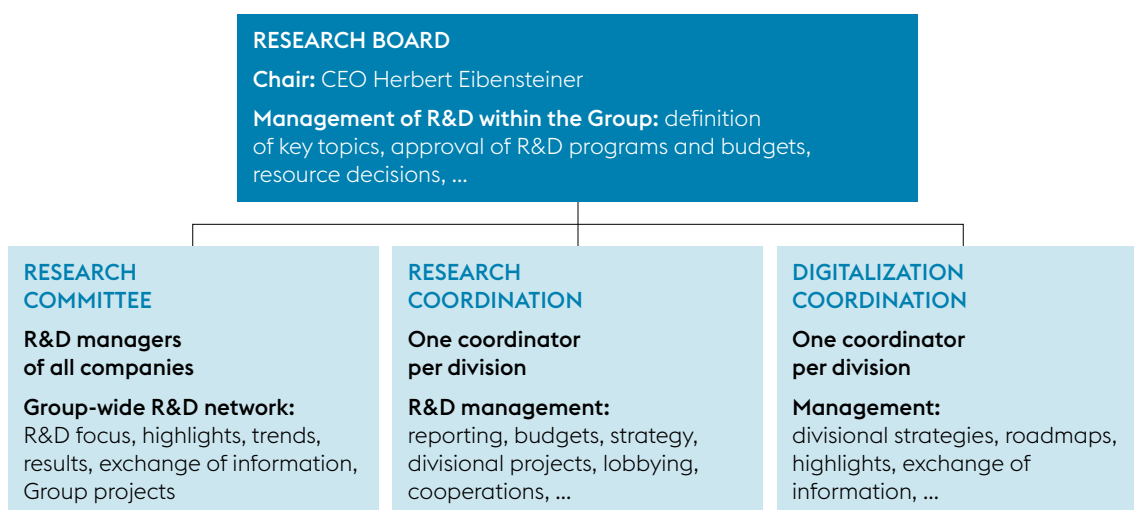 RESEARCH BOARD
Chair: CEO Herbert Eibensteiner
Management of R&D within the Group: definition
of key topics, approval of R&D programs and budgets,
resource decisions, ...
RESEARCH
COMMITTEE
R&D managers
of all companies
Group-wide R&D network:
R&D focus, highlights, trends,
results, exchange of information,
Group projects
RESEARCH
COORDINATION
One coordinator
per division
R&D management:
reporting, budgets, strategy,
divisional projects, lobbying,
cooperations, ...
DIGITALIZATION
COORDINATION
One coordinator
per division
Management:
divisional strategies, roadmaps,
highlights, exchange of
information, ...